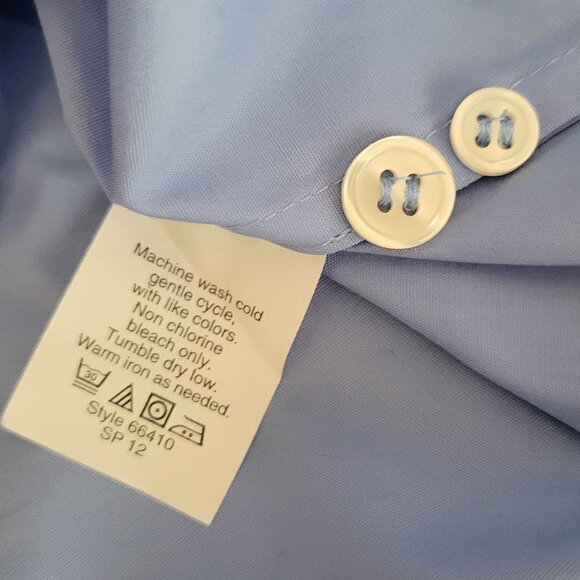 Machine wash cold
gentle cycle,
with like colors.
Non chlorine
bleach only.
Tumble dry low.
Warm iron as needed.
30
Style 66410
SP 12